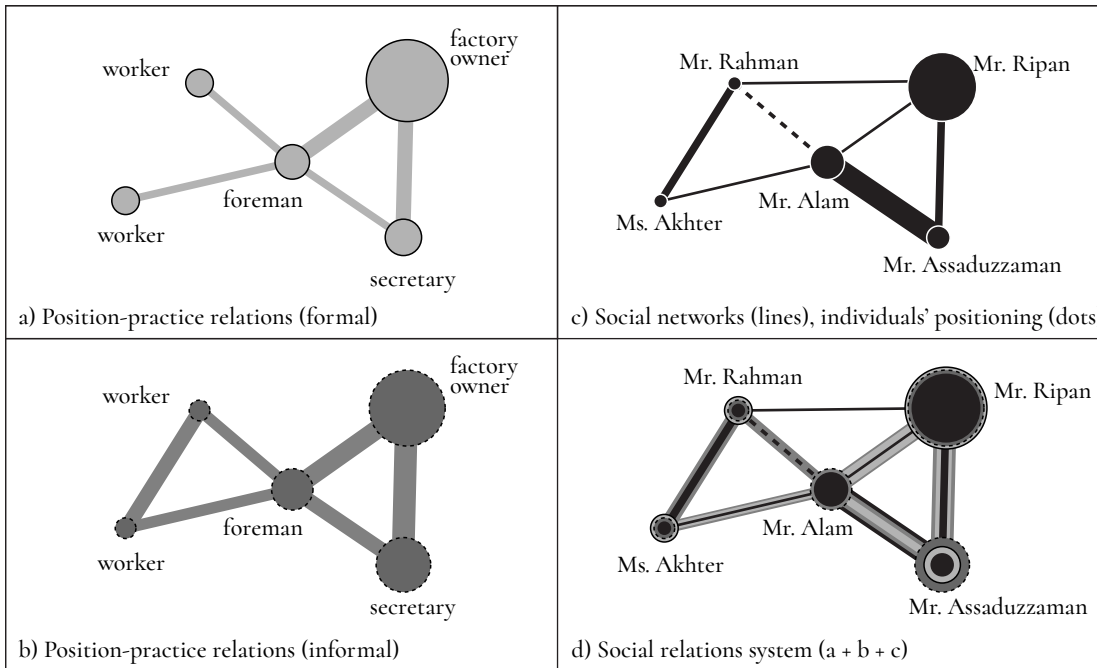 factory
owner
worker
foreman
worker
secretary
a) Position-practice relations (formal)
Mr. Rahman
Mr. Ripan
Mr. Alam
Ms. Akhter
Mr. Assaduzzaman
c) Social networks (lines), individuals’ positioning (dots
factory
owner
worker
foreman
worker
secretary
b) Position-practice relations (informal)
Mr. Rahman
Mr. Ripan
Mr. Alam
Ms. Akhter
Mr. Assaduzzaman
d) Social relations system (a + b + c)